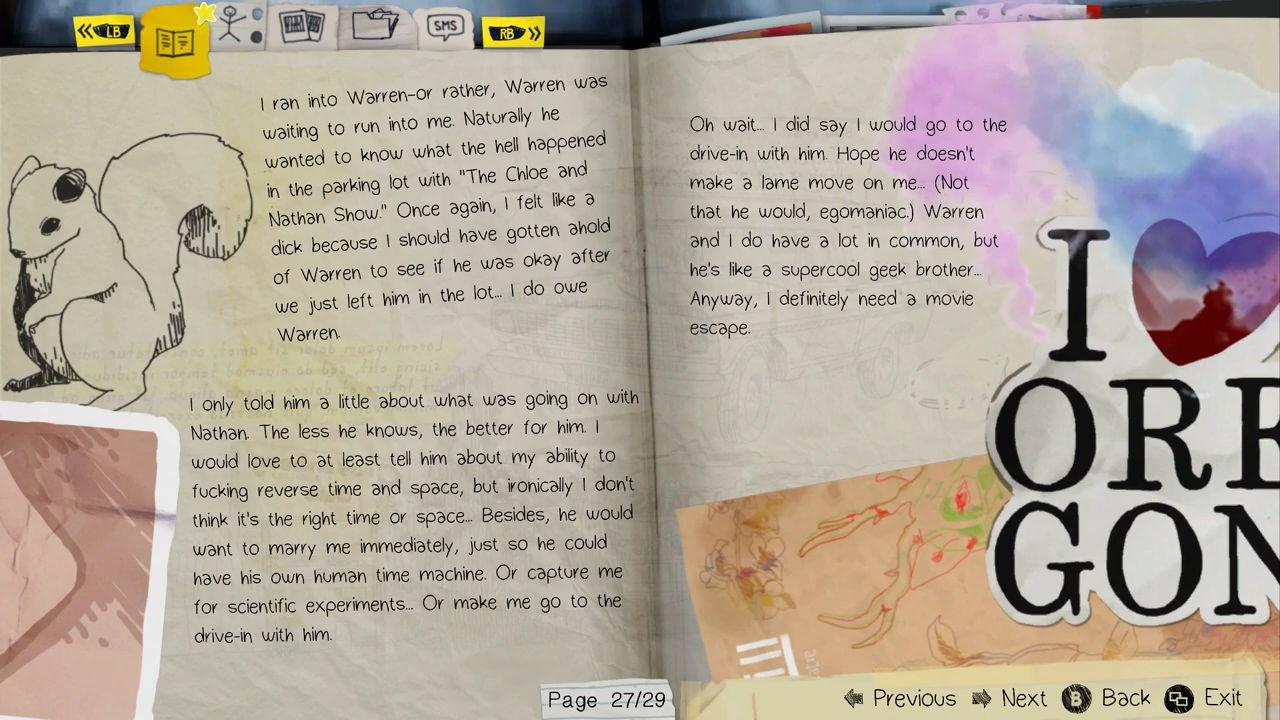 LB
SMS
RB
I ran into Warren-or rather, Warren was
waiting to run into me. Naturally he
wanted to know what the hell happened
in the parking lot with "The Chloe and
Nathan Show." Once again, I felt like a
dick because I should have gotten ahold
of Warren to see if he was okay after
we just left him in the lot... I do owe
Warren.
I only told him a little about what was going on with
Nathan. The less he knows, the better for him. I
would love to at least tell him about my ability to
fucking reverse time and space, but ironically I don't
think it's the right time or space... Besides, he would
want to marry me immediately, just so he could
have his own human time machine. Or capture me
for scientific experiments... Or make me go to the
drive-in with him.
Oh wait... I did say I would go to the
drive-in with him. Hope he doesn't
make a lame move on me... (Not
that he would, egomaniac.) Warren
and I do have a lot in common, but
he's like a supercool geek brother...
Anyway, I definitely need a movie
escape.
I
ORE
GON
Page 27/29
Previous
Next
B
Back
Exit